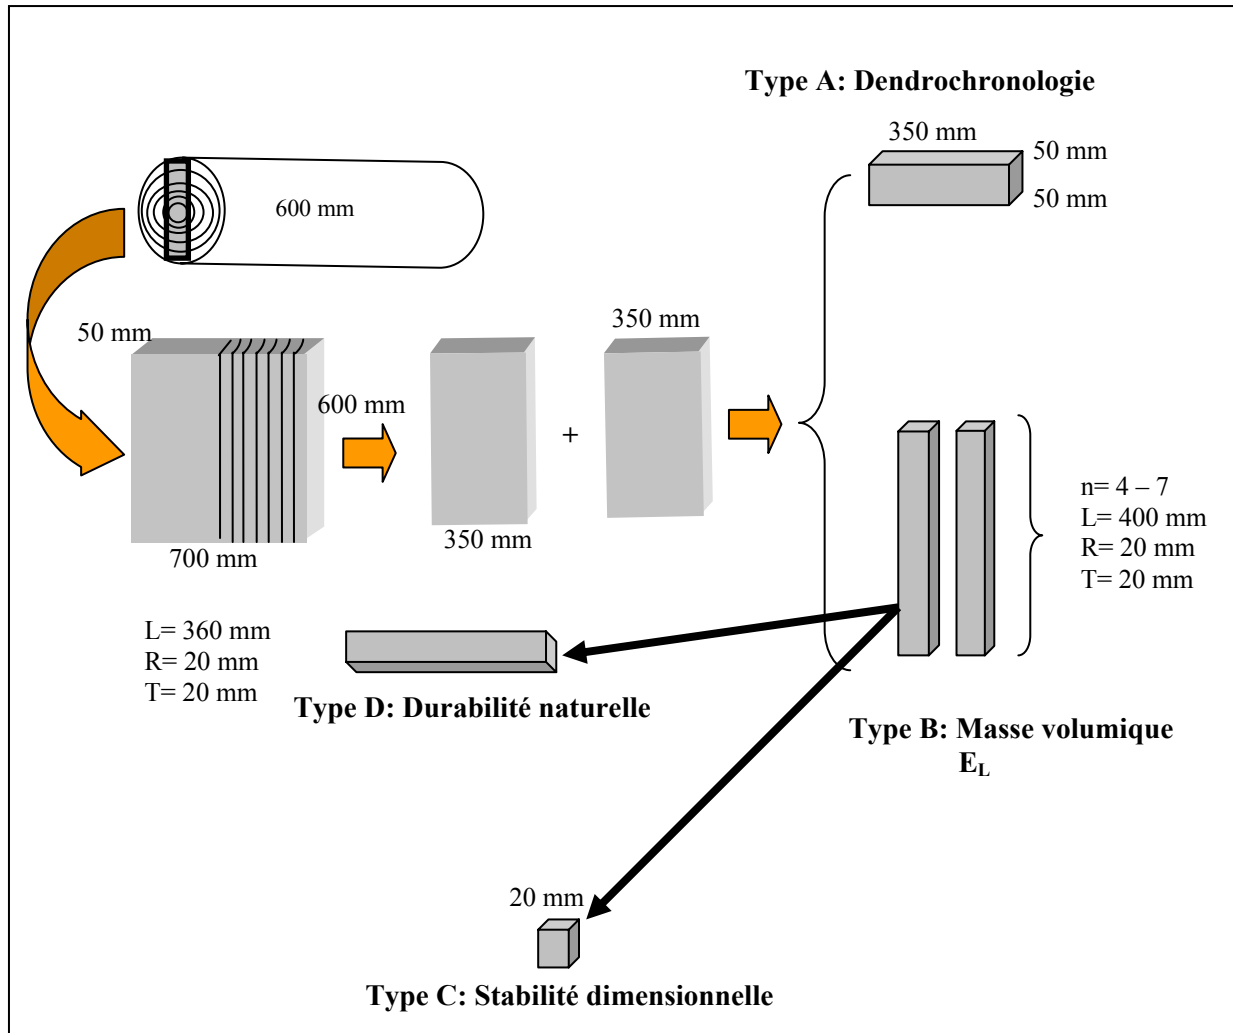 Type A: Dendrochronologie
350 mm
50 mm
50 mm
600 mm
50 mm
700 mm
600 mm
350 mm
+
350 mm
n= 4 – 7
L= 400 mm
R= 20 mm
T= 20 mm
Type B: Masse volumique
E_L
L= 360 mm
R= 20 mm
T= 20 mm
Type D: Durabilité naturelle
20 mm
Type C: Stabilité dimensionnelle